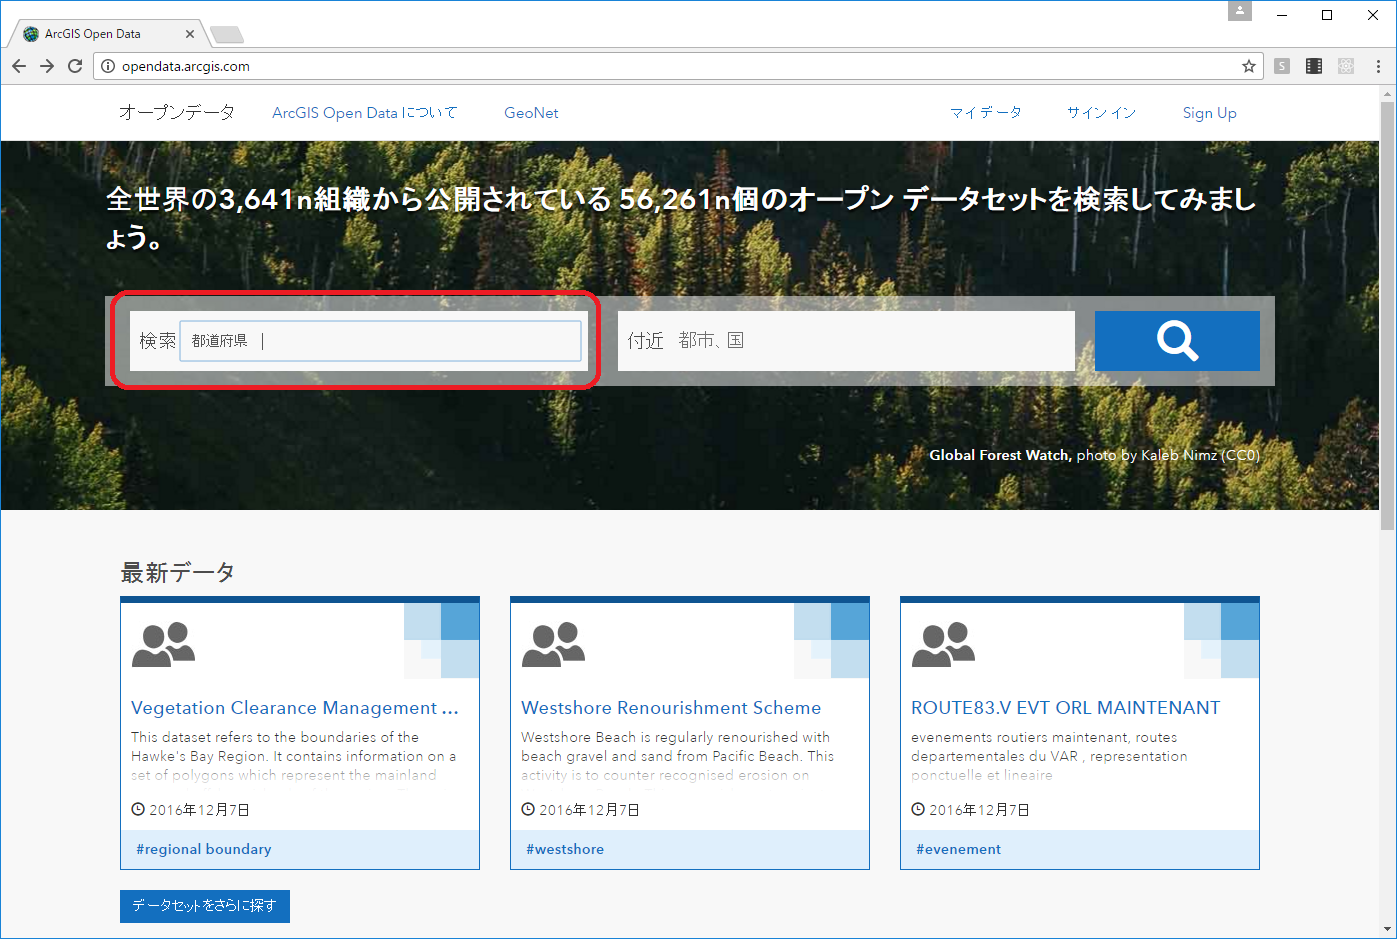 ArcGIS Open Data
opendata.arcgis.com
S
オープンデータ ArcGIS Open Data について GeoNet マイ データ サイン イン Sign Up
全世界の3,641n組織から公開されている 56,261n個のオープン データセットを検索してみまし
ょう。
検索 都道府県 付近 都市、国
Global Forest Watch, photo by Kaleb Nimz (CC0)
最新データ
Vegetation Clearance Management ...
This dataset refers to the boundaries of the
Hawke's Bay Region. It contains information on a
set of polygons which represent the mainland
2016年12月7日
#regional boundary
Westshore Renourishment Scheme
Westshore Beach is regularly renourished with
beach gravel and sand from Pacific Beach. This
activity is to counter recognised erosion on
2016年12月7日
#westshore
ROUTE83.V EVT ORL MAINTENANT
evenements routiers maintenant, routes
departementales du VAR , representation
ponctuelle et lineaire
2016年12月7日
#evenement
データセットをさらに探す